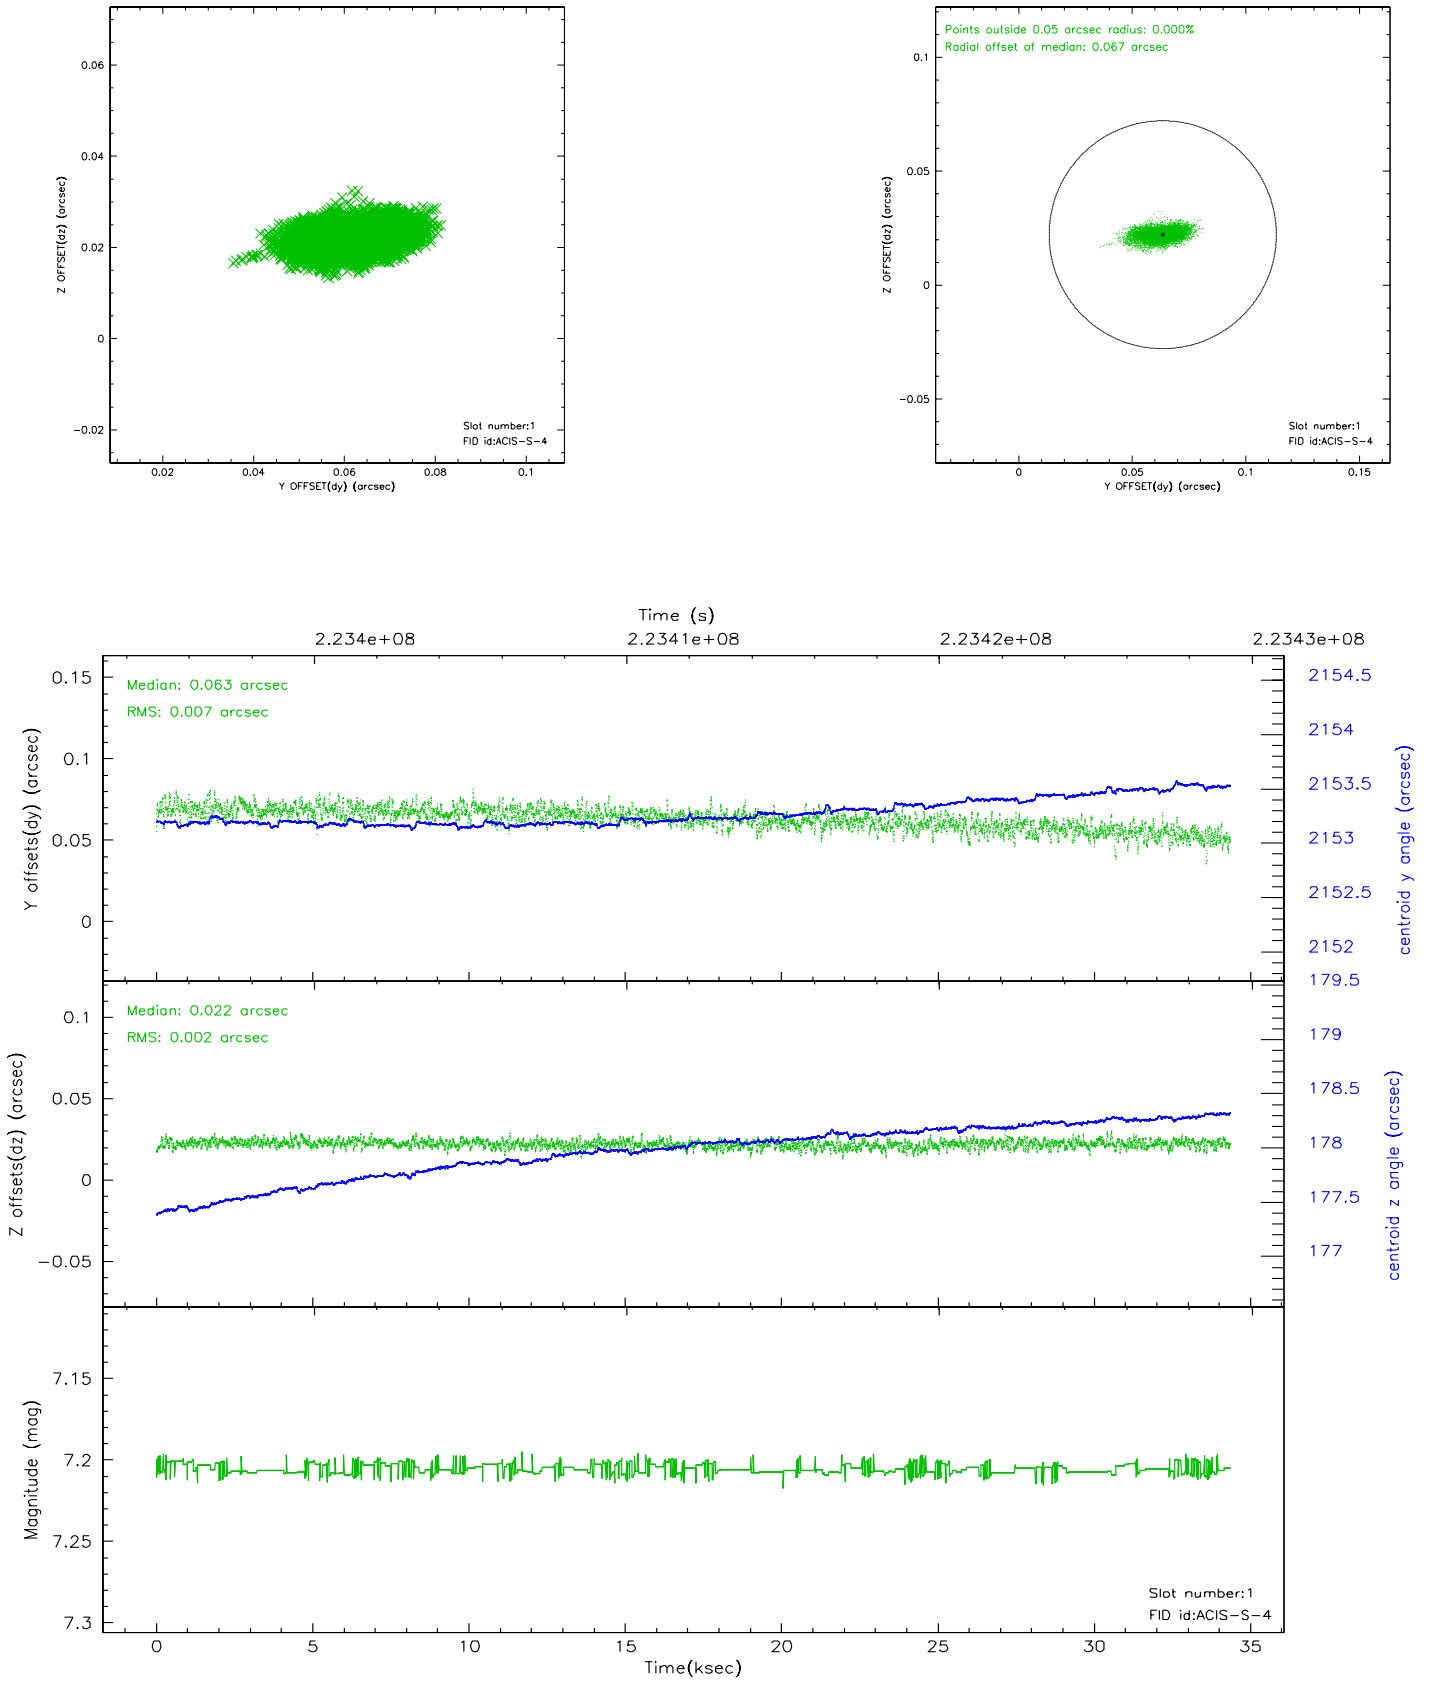 0.06
0.04
0.02
0
−0.02
Z OFFSET(dz) (arcsec)
Slot number:1
FID id:ACIS−S−4
0.02
0.04
0.06
0.08
0.1
Y OFFSET(dy) (arcsec)
Points outside 0.05 arcsec radius: 0.000%
Radial offset of median: 0.067 arcsec
0.1
0.05
0
−0.05
Z OFFSET(dz) (arcsec)
Slot number:1
FID id:ACIS−S−4
0
0.05
0.1
0.15
Y OFFSET(dy) (arcsec)
Time (s)
2.234e+08
2.2341e+08
2.2342e+08
2.2343e+08
Median: 0.063 arcsec
RMS: 0.007 arcsec
0.15
0.1
0.05
0
Y offsets(dy) (arcsec)
2154.5
2154
2153.5
2153
2152.5
2152
centroid y angle (arcsec)
Median: 0.022 arcsec
RMS: 0.002 arcsec
0.1
0.05
0
−0.05
Z offsets(dz) (arcsec)
179.5
179
178.5
178
177.5
177
centroid z angle (arcsec)
7.15
7.2
7.25
7.3
Magnitude (mag)
Slot number:1
FID id:ACIS−S−4
0
5
10
15
20
25
30
35
Time(ksec)